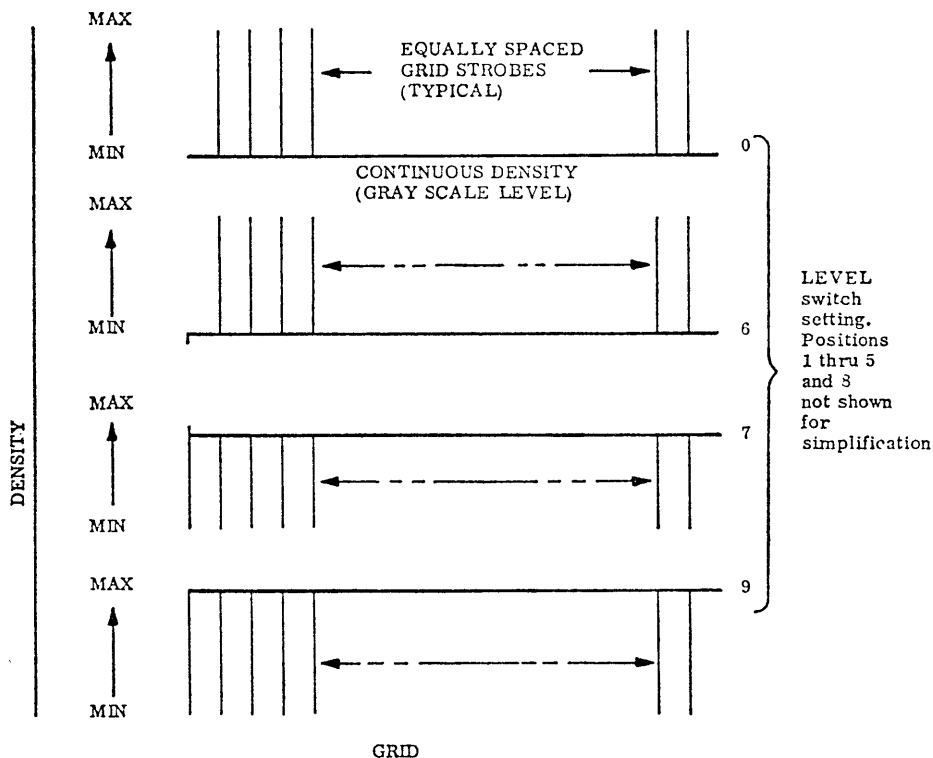 MAX
EQUALLY SPACED
GRID STROBES
(TYPICAL)
MIN
0
CONTINUOUS DENSITY
(GRAY SCALE LEVEL)
MAX
MIN
6
LEVEL
switch
setting.
Positions
1 thru 5
and 8
not shown
for
simplification
DENSITY
MAX
7
MIN
MAX
9
MIN
GRID